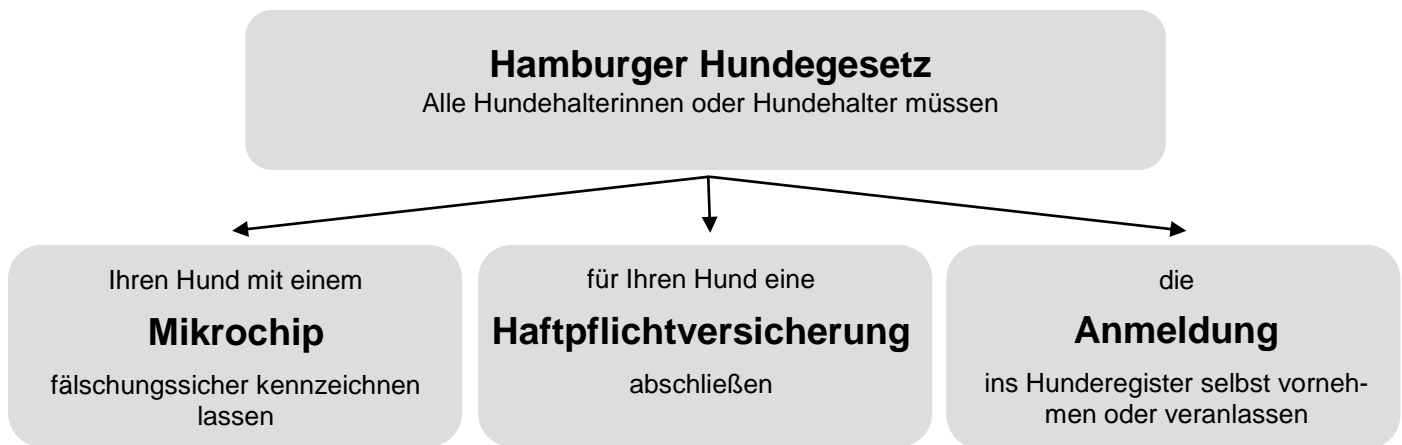 Hamburger Hundegesetz
Alle Hundehalterinnen oder Hundehalter müssen
Ihren Hund mit einem
Mikrochip
fälschungssicher kennzeichnen
lassen
für Ihren Hund eine
Haftpflichtversicherung
abschließen
die
Anmeldung
ins Hunderegister selbst vorneh-
men oder veranlassen